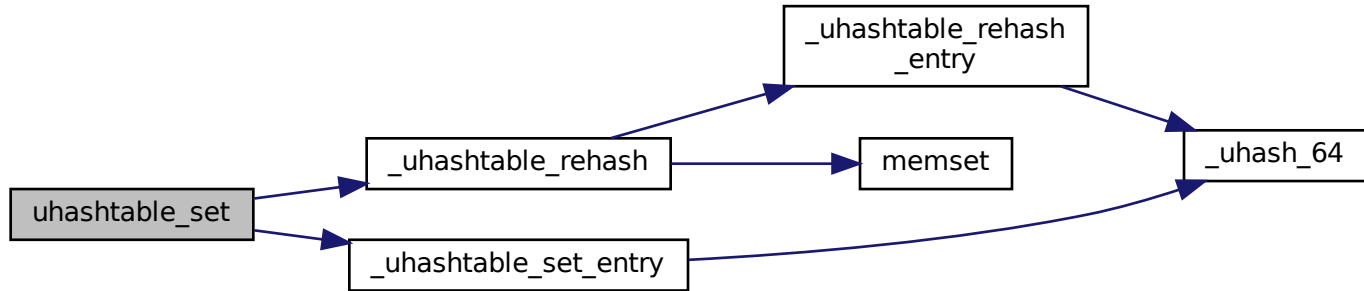 _uhashtable_rehash
_entry
_uhash_64
_uhashtable_rehash
memset
uhashtable_set
_uhashtable_set_entry